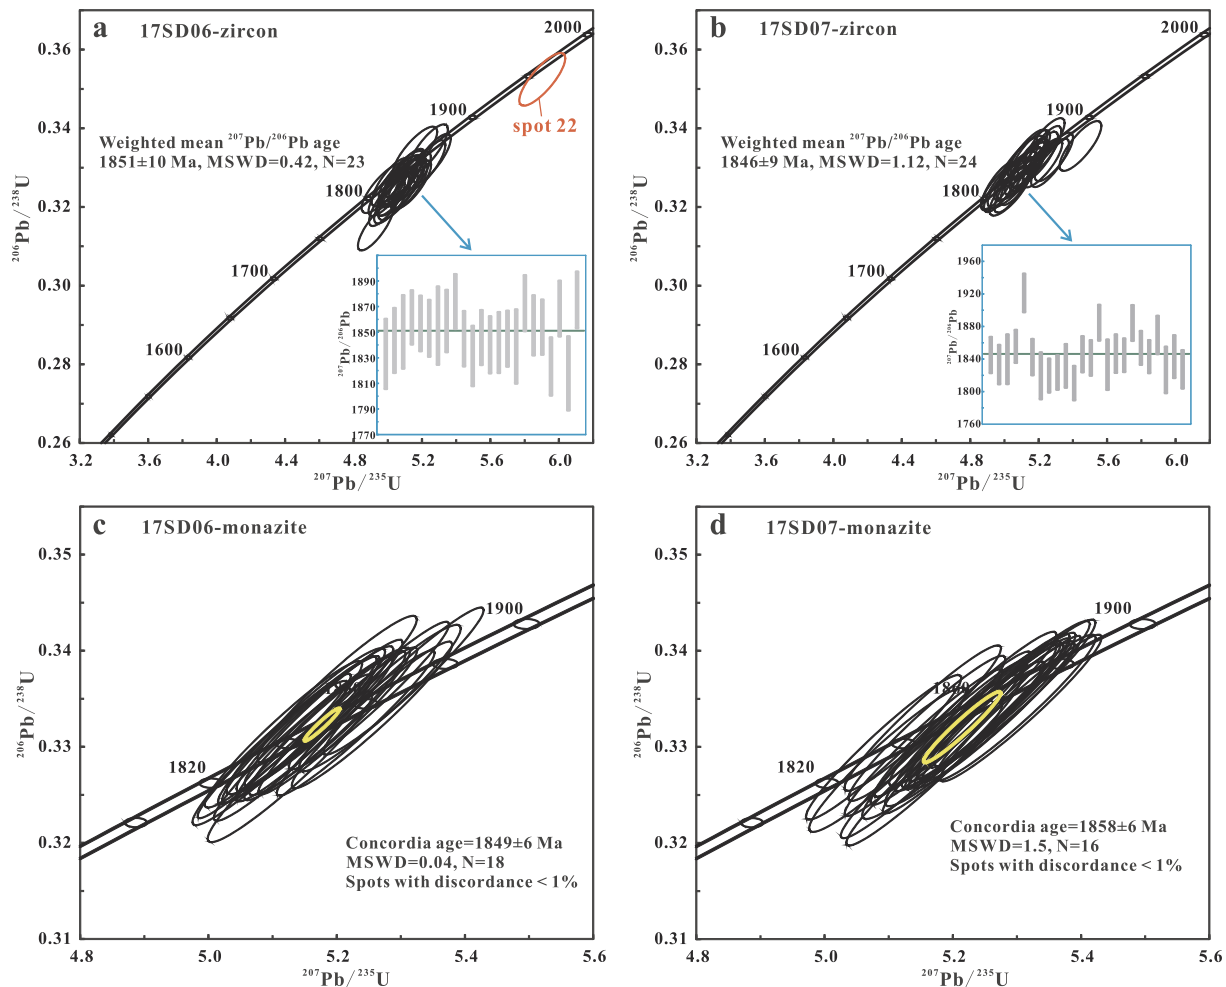 a 17SD06-zircon
2000
0.36
0.34
0.32
0.30
0.28
0.26
1900
spot 22
Weighted mean ²⁰⁷Pb/²⁰⁶Pb age
1851±10 Ma, MSWD=0.42, N=23
1800
1700
1600
²⁰⁶Pb/²³⁸U
1890
1870
1850
1830
1810
1790
1770
²⁰⁷Pb/²⁰⁶Pb
3.2 4.0 4.4 4.8 5.2 5.6 6.0
²⁰⁷Pb/²³⁵U
b 17SD07-zircon
2000
0.36
0.34
0.32
0.30
0.28
0.26
1900
Weighted mean ²⁰⁷Pb/²⁰⁶Pb age
1846±9 Ma, MSWD=1.12, N=24
1800
1700
1600
²⁰⁶Pb/²³⁸U
1960
1920
1880
1840
1800
1760
²⁰⁷Pb/²⁰⁶Pb
3.2 4.0 4.4 4.8 5.2 5.6 6.0
²⁰⁷Pb/²³⁵U
c 17SD06-monazite
0.35
0.34
0.33
0.32
0.31
1900
1820
²⁰⁶Pb/²³⁸U
Concordia age=1849±6 Ma
MSWD=0.04, N=18
Spots with discordance < 1%
4.8 5.0 5.2 5.4 5.6
²⁰⁷Pb/²³⁵U
d 17SD07-monazite
0.35
0.34
0.33
0.32
0.31
1900
1860
1820
²⁰⁶Pb/²³⁸U
Concordia age=1858±6 Ma
MSWD=1.5, N=16
Spots with discordance < 1%
4.8 5.0 5.2 5.4 5.6
²⁰⁷Pb/²³⁵U